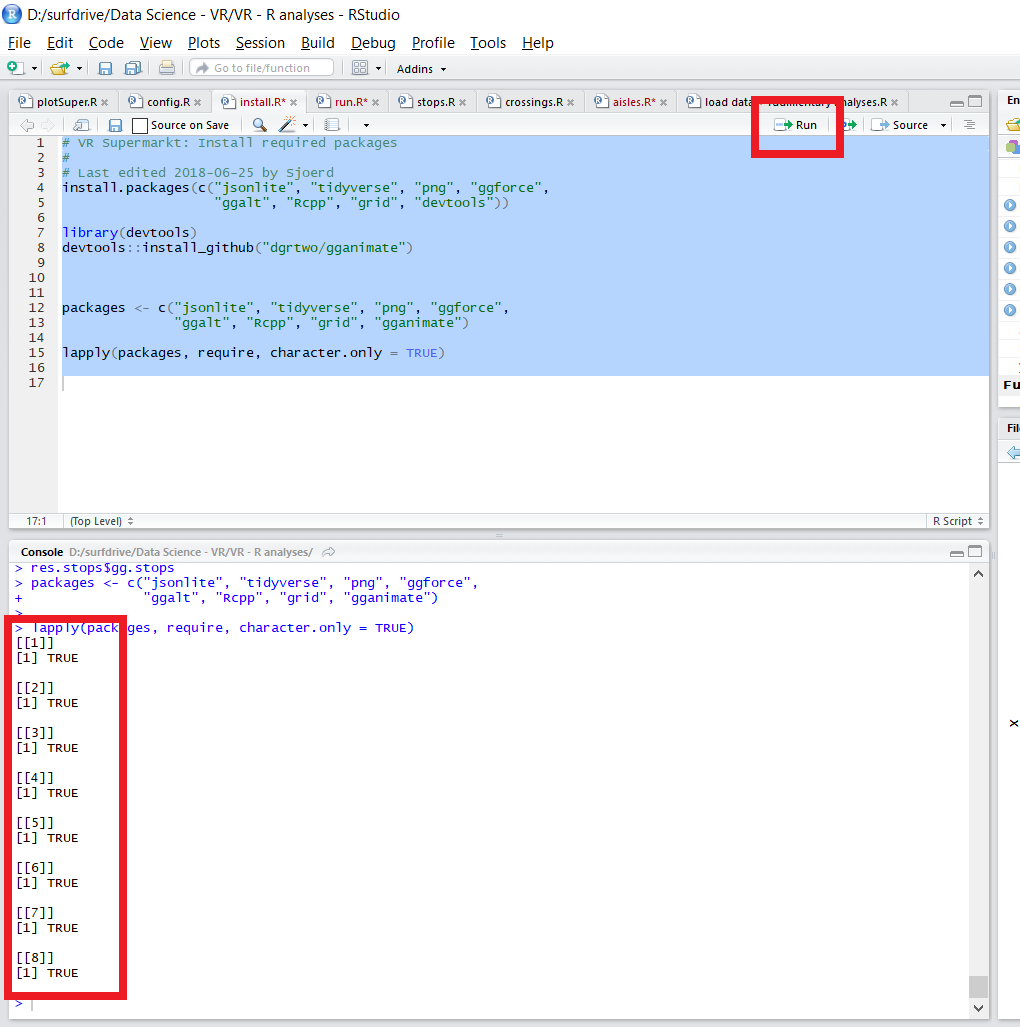 D:/surfdrive/Data Science - VR/VR - R analyses - RStudio
File Edit Code View Plots Session Build Debug Profile Tools Help
Go to file/function Addins
plotSuper.R config.R install.R* run.R* stops.R crossings.R aisles.R* load data analyses.R En
Source on Save Run Source
1 # VR Supermarkt: Install required packages
2 #
3 # Last edited 2018-06-25 by Sjoerd
4 install.packages(c("jsonlite", "tidyverse", "png", "ggforce",
5 "ggalt", "Rcpp", "grid", "devtools"))
6
7 library(devtools)
8 devtools::install_github("dgrtwo/gganimate")
9
10
11
12 packages <- c("jsonlite", "tidyverse", "png", "ggforce",
13 "ggalt", "Rcpp", "grid", "gganimate")
14
15 lapply(packages, require, character.only = TRUE)
16
17
Fu
Fil
17:1 (Top Level) R Script
Console D:/surfdrive/Data Science - VR/VR - R analyses/
> res.stops$gg.stops
> packages <- c("jsonlite", "tidyverse", "png", "ggforce",
+ "ggalt", "Rcpp", "grid", "gganimate")
>
> lapply(packages, require, character.only = TRUE)
[[1]]
[1] TRUE
[[2]]
[1] TRUE
[[3]]
[1] TRUE
[[4]]
[1] TRUE
[[5]]
[1] TRUE
[[6]]
[1] TRUE
[[7]]
[1] TRUE
[[8]]
[1] TRUE
>
x